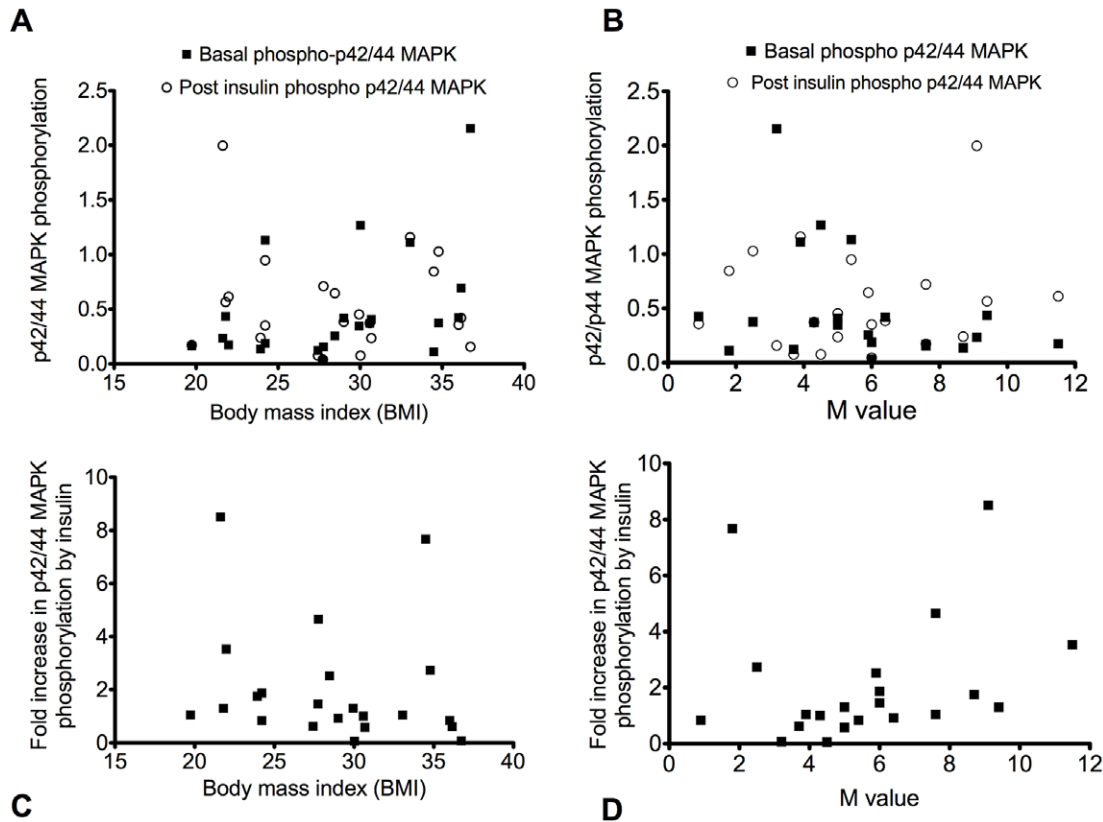 A
■ Basal phospho-p42/44 MAPK
○ Post insulin phospho p42/44 MAPK
p42/44 MAPK phosphorylation
2.5
2.0
1.5
1.0
0.5
0.0
15 20 25 30 35 40
Body mass index (BMI)
B
■ Basal phospho p42/44 MAPK
○ Post insulin phospho p42/44 MAPK
p42/p44 MAPK phosphorylation
2.5
2.0
1.5
1.0
0.5
0.0
0 2 4 6 8 10 12
M value
Fold increase in p42/44 MAPK
phosphorylation by insulin
10
8
6
4
2
0
15 20 25 30 35 40
Body mass index (BMI)
C
Fold increase in p42/44 MAPK
phosphorylation by insulin
10
8
6
4
2
0
0 2 4 6 8 10 12
M value
D